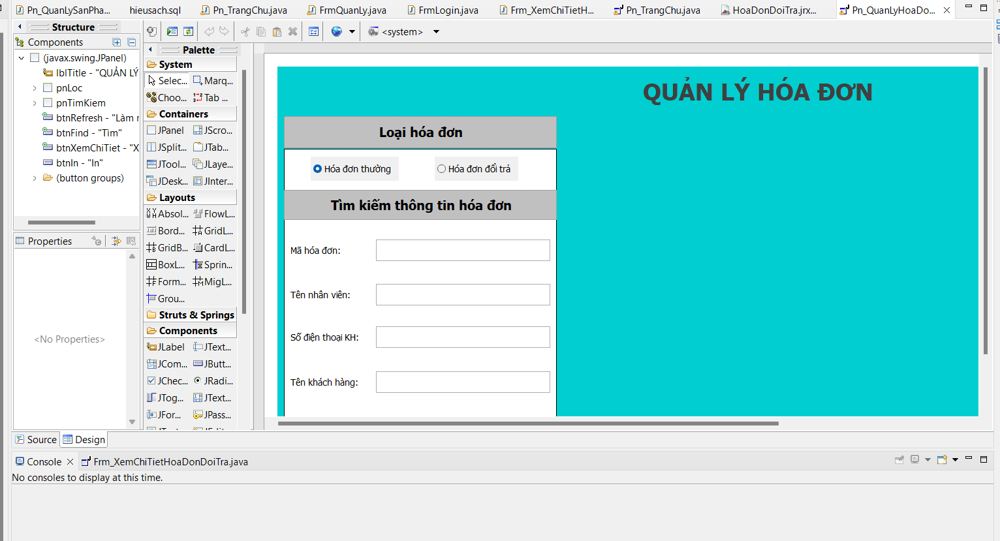 Pn_QuanLySanPha...
hieusach.sql
Pn_TrangChu.java
FrmQuanLy.java
FrmLogin.java
Frm_XemChiTietH...
Pn_TrangChu.java
HoaDonDoiTra.jrx...
Pn_QuanLyHoaDo...
Structure
Components
(javax.swing.JPanel)
lblTitle - "QUẢN LÝ
pnLoc
pnTimKiem
btnRefresh - "Làm r
btnFind - "Tìm"
btnXemChiTiet - "X
btnIn - "In"
(button groups)
Properties
<No Properties>
<system>
Palette
System
Selec... Marq...
Choo... Tab ...
Containers
JPanel JScro...
JSplit... JTab...
JTool... JLaye...
JDesk... JInter...
Layouts
Absol... FlowL...
Bord... GridL...
GridB... CardL...
BoxL... Sprin...
Form... MigL...
Grou...
Struts & Springs
Components
JLabel JText...
JCom... JButt...
JChec... JRadi...
JTog... JText...
JFor... JPass...
QUẢN LÝ HÓA ĐƠN
Loại hóa đơn
Hóa đơn thường Hóa đơn đổi trả
Tìm kiếm thông tin hóa đơn
Mã hóa đơn:
Tên nhân viên:
Số điện thoại KH:
Tên khách hàng:
Source Design
Console Frm_XemChiTietHoaDonDoiTra.java
No consoles to display at this time.